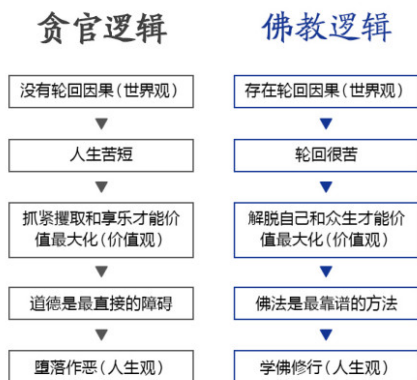 贪官逻辑
没有轮回因果(世界观)
人生苦短
抓紧攫取和享乐才能价
值最大化(价值观)
道德是最直接的障碍
堕落作恶(人生观)
佛教逻辑
存在轮回因果(世界观)
轮回很苦
解脱自己和众生才能价
值最大化(价值观)
佛法是最靠谱的方法
学佛修行(人生观)